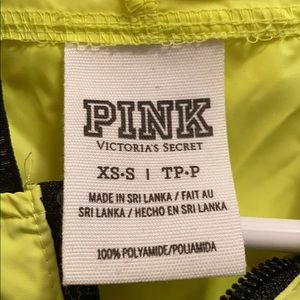 PINK
VICTORIA'S SECRET
XS•S | TP•P
MADE IN SRI LANKA / FAIT AU
SRI LANKA / HECHO EN SRI LANKA
100% POLYAMIDE/POLIAMIDA